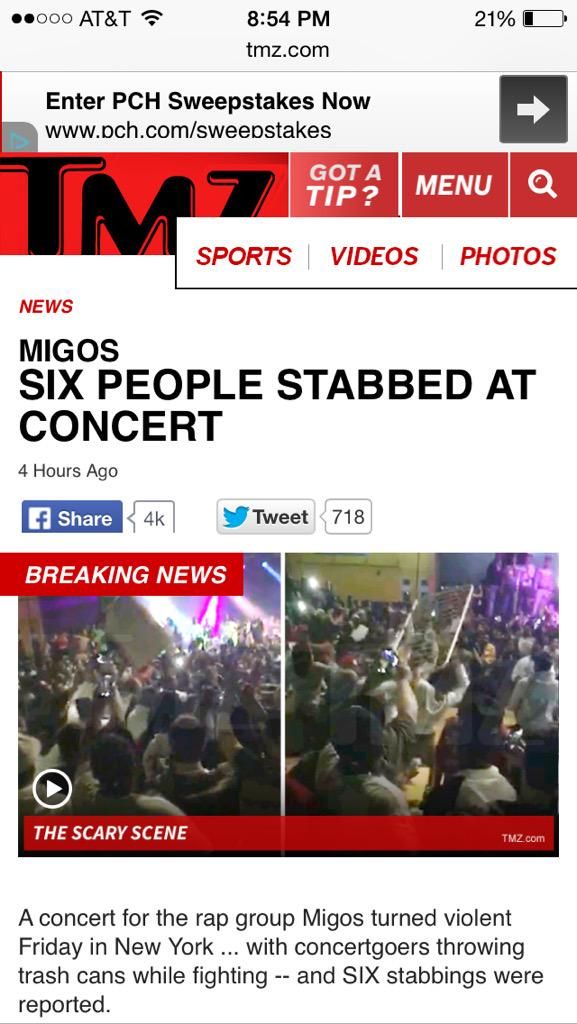 AT&T 8:54 PM 21%
tmz.com
Enter PCH Sweepstakes Now
www.pch.com/sweepstakes
TMZ GOT A TIP? MENU
SPORTS VIDEOS PHOTOS
NEWS
MIGOS
SIX PEOPLE STABBED AT
CONCERT
4 Hours Ago
Share 4k Tweet 718
BREAKING NEWS
THE SCARY SCENE TMZ.com
A concert for the rap group Migos turned violent
Friday in New York ... with concertgoers throwing
trash cans while fighting -- and SIX stabbings were
reported.